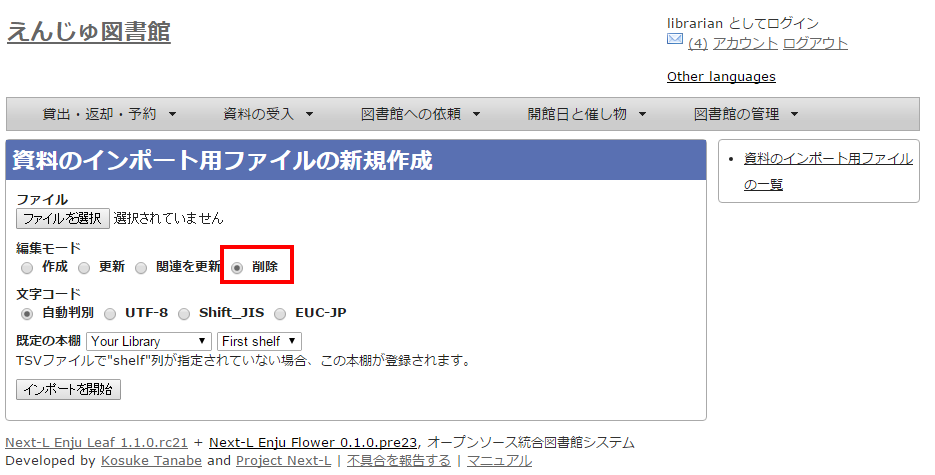 えんじゅ図書館
librarian としてログイン
(4) アカウント ログアウト
Other languages
貸出・返却・予約 ▼ 資料の受入 ▼ 図書館への依頼 ▼ 開館日と催し物 ▼ 図書館の管理 ▼
資料のインポート用ファイルの新規作成
ファイル
ファイルを選択 選択されていません
編集モード
作成 更新 関連を更新 削除
文字コード
自動判別 UTF-8 Shift_JIS EUC-JP
既定の本棚 Your Library ▼ First shelf ▼
TSVファイルで"shelf"列が指定されていない場合、この本棚が登録されます。
インポートを開始
• 資料のインポート用ファイル
の一覧
Next-L Enju Leaf 1.1.0.rc21 + Next-L Enju Flower 0.1.0.pre23, オープンソース統合図書館システム
Developed by Kosuke Tanabe and Project Next-L | 不具合を報告する | マニュアル